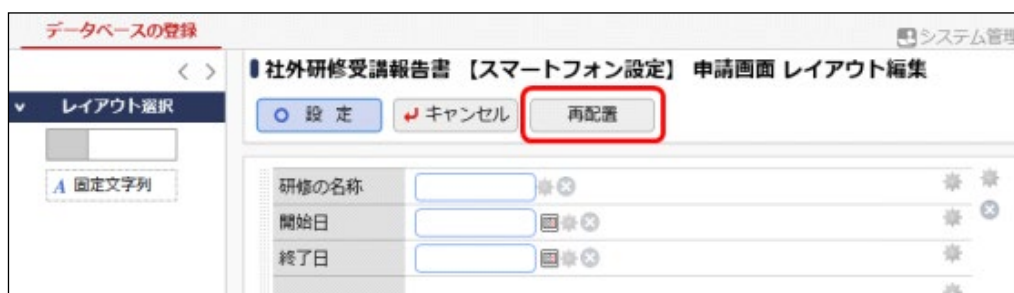 データベースの登録
システム管理
社外研修受講報告書 【スマートフォン設定】 申請画面 レイアウト編集
レイアウト選択
設 定
キャンセル
再配置
A 固定文字列
研修の名称
開始日
終了日